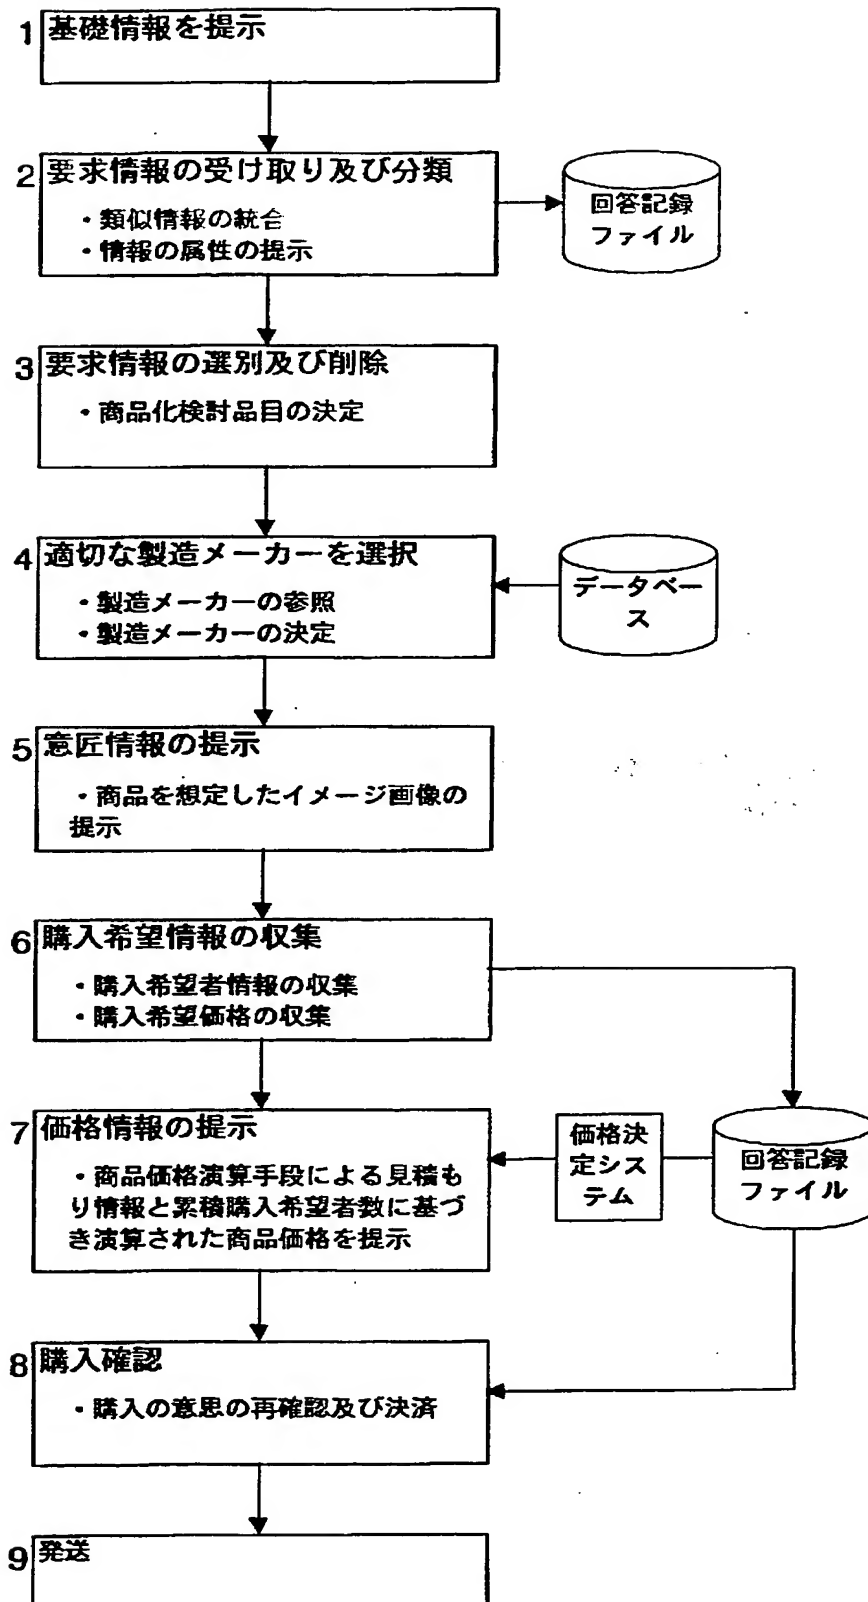 1 基礎情報を提示
2 要求情報の受け取り及び分類
・類似情報の統合
・情報の属性の提示
回答記録
ファイル
3 要求情報の選別及び削除
・商品化検討品目の決定
4 適切な製造メーカーを選択
・製造メーカーの参照
・製造メーカーの決定
データベー
ス
5 意匠情報の提示
・商品を想定したイメージ画像の
提示
6 購入希望情報の収集
・購入希望者情報の収集
・購入希望価格の収集
7 価格情報の提示
・商品価格演算手段による見積も
り情報と累積購入希望者数に基づ
き演算された商品価格を提示
価格決
定シス
テム
回答記録
ファイル
8 購入確認
・購入の意思の再確認及び決済
9 発送